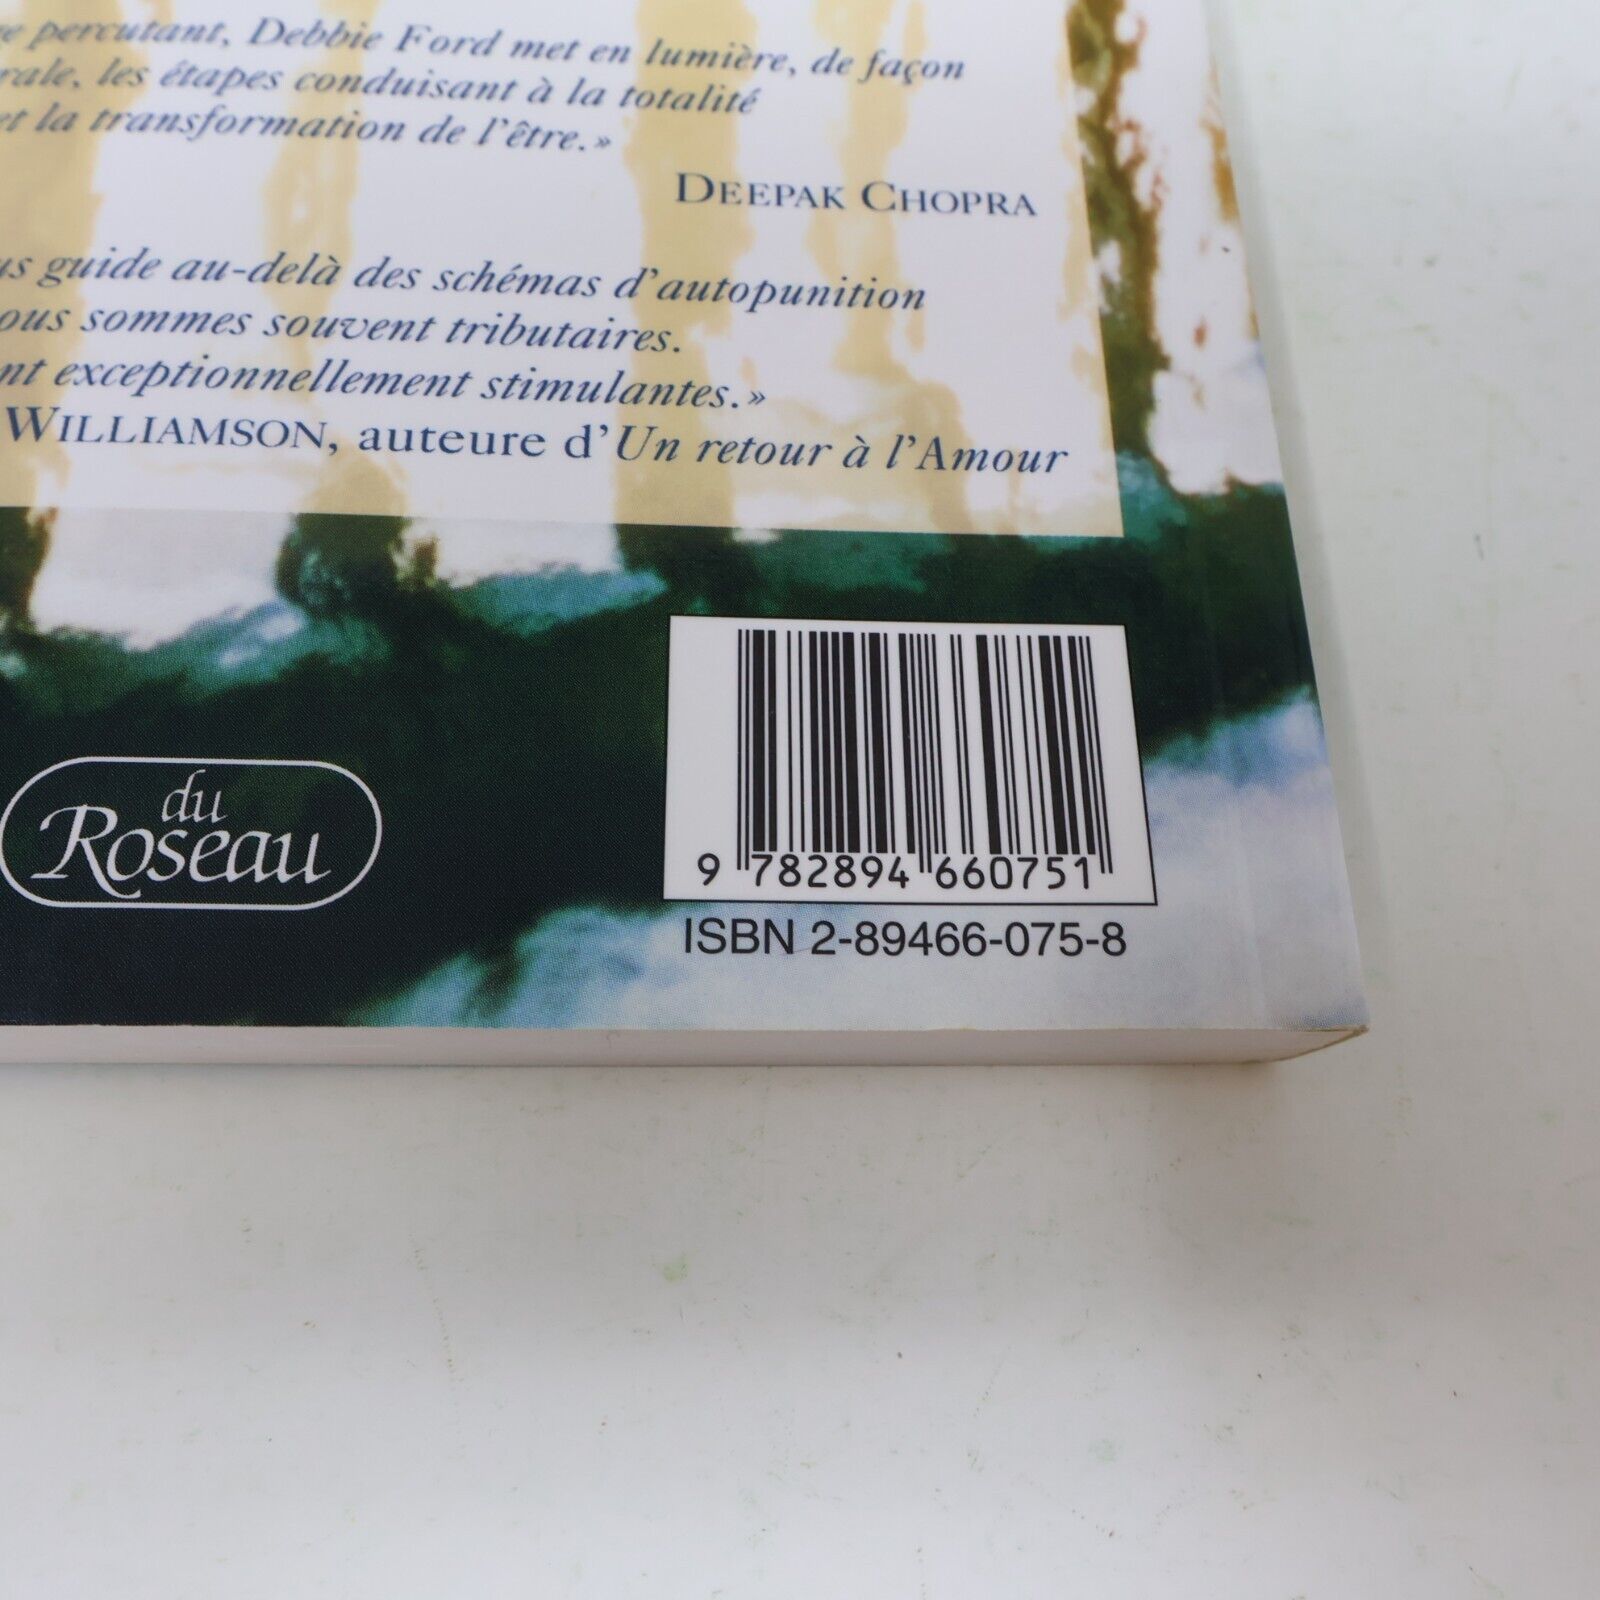 percutant, Debbie Ford met en lumière, de façon
les étapes conduisant à la totalité
et la transformation de l'être.»
DEEPAK CHOPRA
guide au-delà des schémas d'autopunition
sommes souvent tributaires.
exceptionnellement stimulantes.»
WILLIAMSON, auteure d'Un retour à l'Amour
du
Roseau
9 782894 660751
ISBN 2-89466-075-8